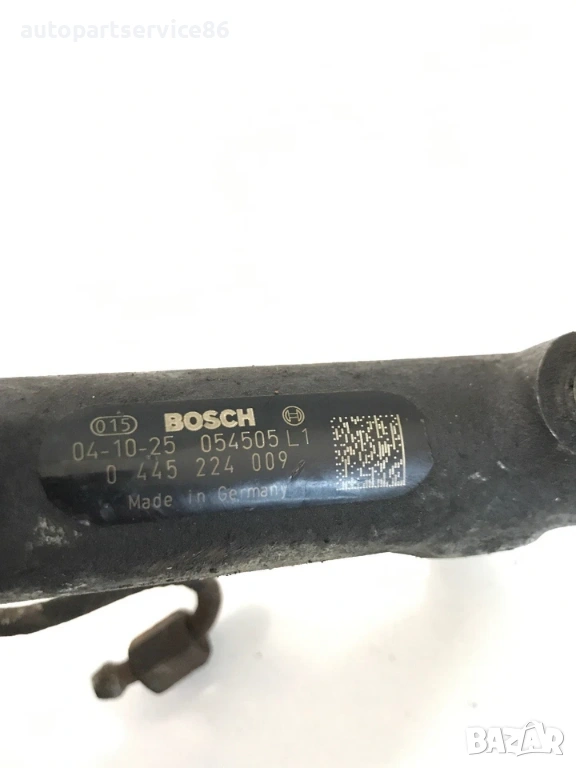 autopartservice86
015 BOSCH
04-10-25 054505 L1
0 445 224 009
Made in Germany
BAZAR